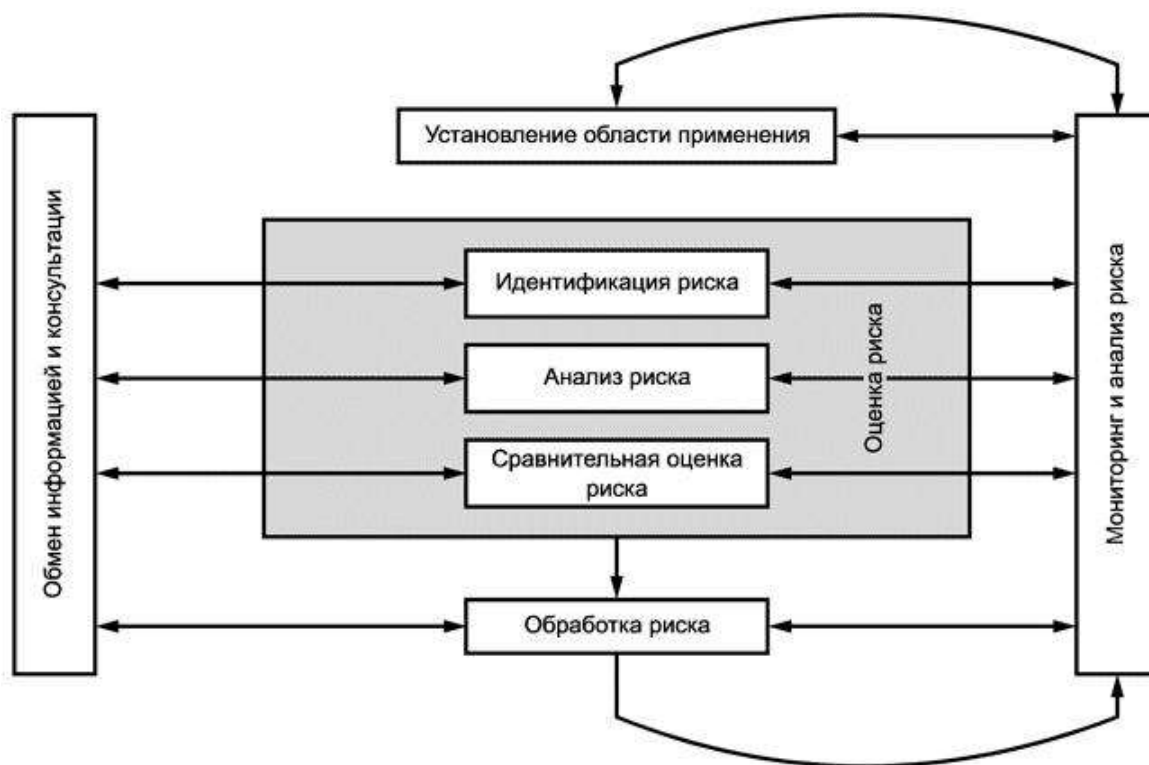 Установление области применения
Обмен информацией и консультации
Идентификация риска
Анализ риска
Сравнительная оценка
риска
Оценка риска
Мониторинг и анализ риска
Обработка риска